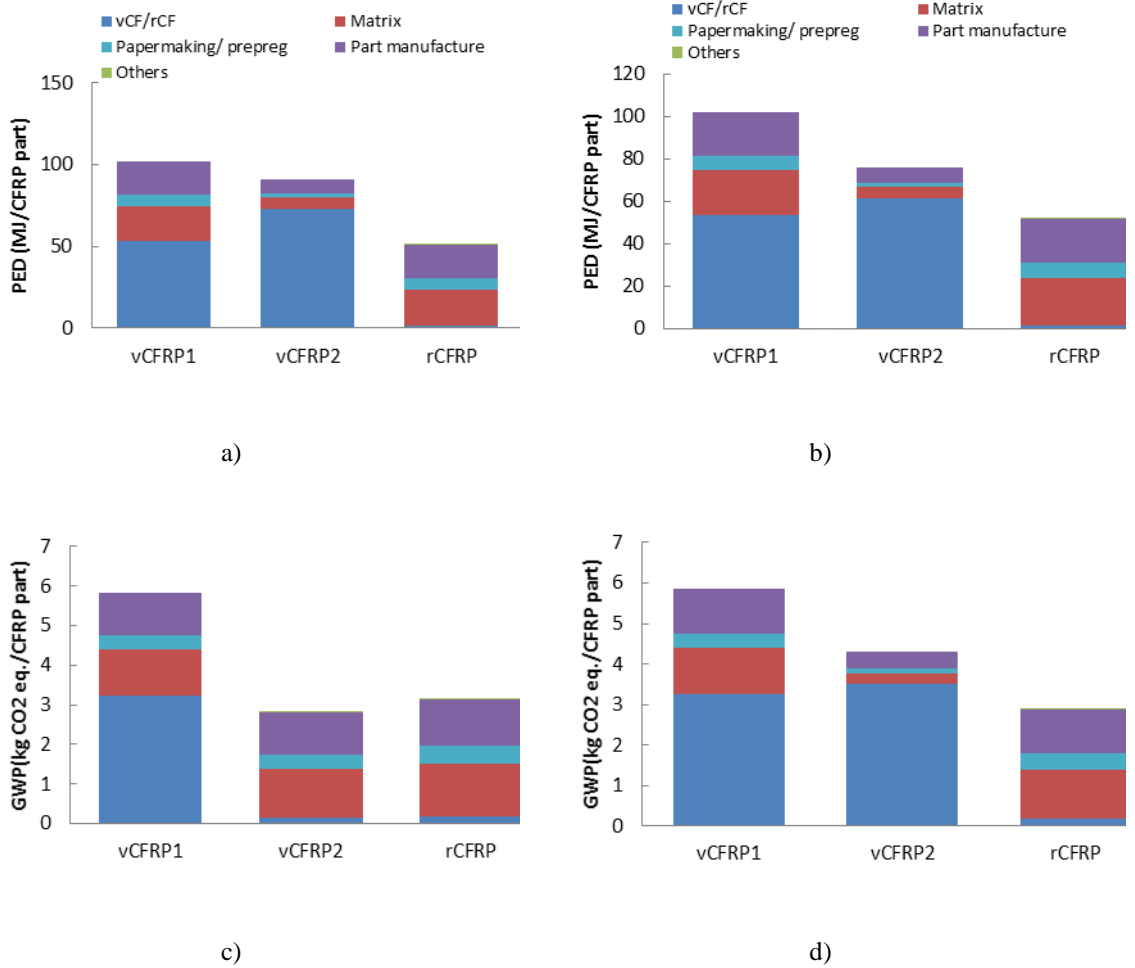 vCF/rCF Matrix
Papermaking/ prepreg Part manufacture
Others
PED (MJ/CFRP part)
150
100
50
0
vCFRP1 vCFRP2 rCFRP
a)
vCF/rCF Matrix
Papermaking/ prepreg Part manufacture
Others
PED (MJ/CFRP part)
120
100
80
60
40
20
0
vCFRP1 vCFRP2 rCFRP
b)
GWP(kg CO2 eq./CFRP part)
7
6
5
4
3
2
1
0
vCFRP1 vCFRP2 rCFRP
c)
GWP(kg CO2 eq./CFRP part)
7
6
5
4
3
2
1
0
vCFRP1 vCFRP2 rCFRP
d)